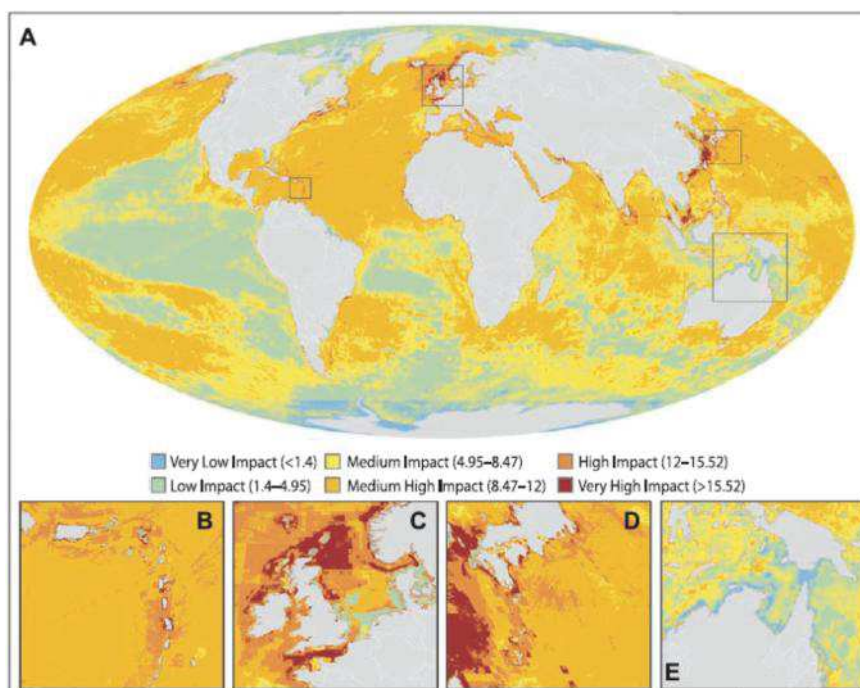 A
Very Low Impact (<1.4)
Medium Impact (4.95–8.47)
High Impact (12–15.52)
Low Impact (1.4–4.95)
Medium High Impact (8.47–12)
Very High Impact (>15.52)
B
C
D
E